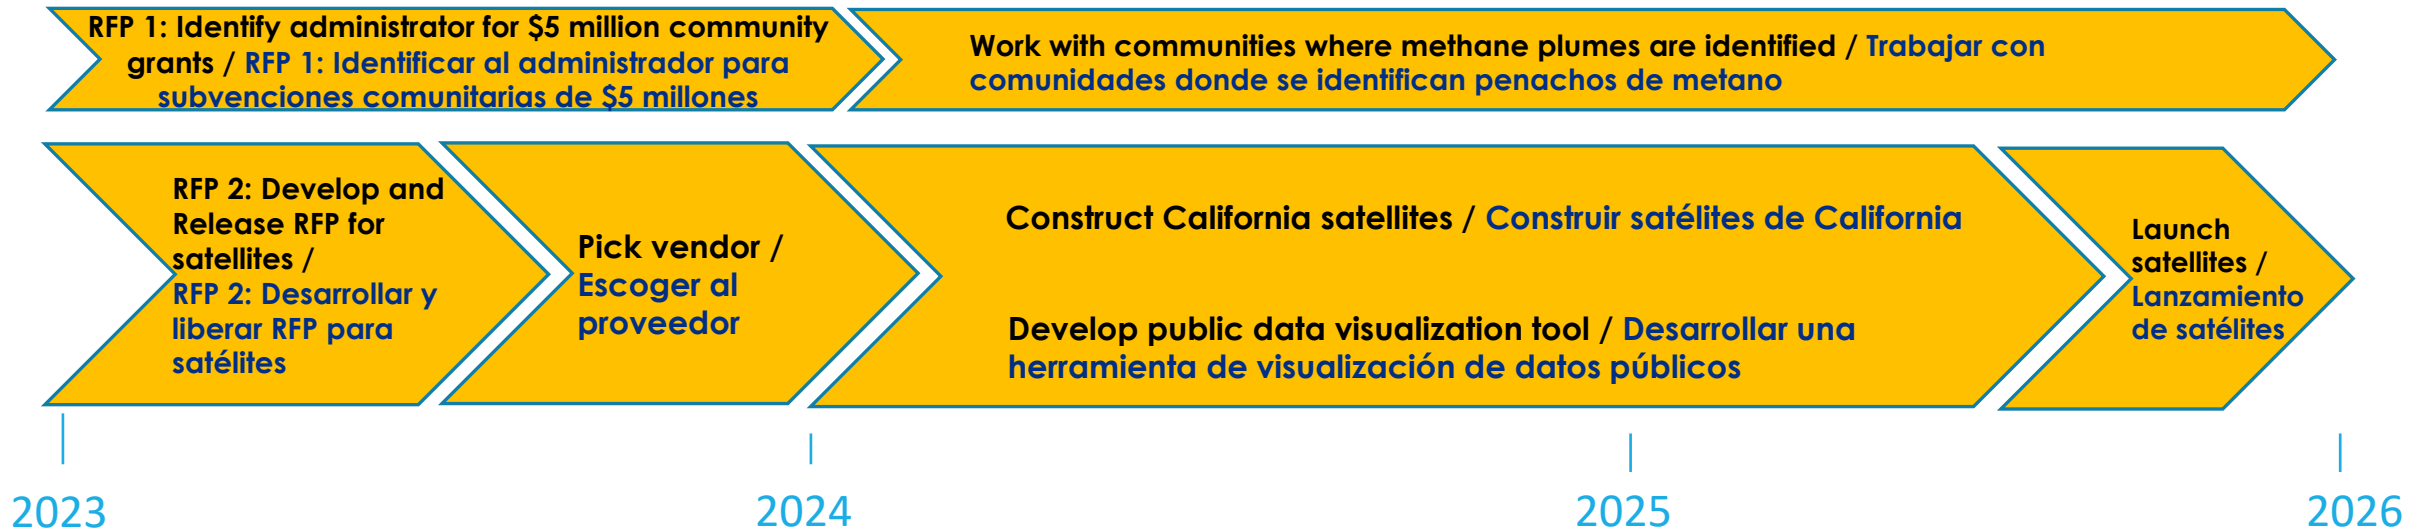 RFP 1: Identify administrator for $5 million community
grants / RFP 1: Identificar al administrador para
subvenciones comunitarias de $5 millones
Work with communities where methane plumes are identified / Trabajar con
comunidades donde se identifican penachos de metano
RFP 2: Develop and
Release RFP for
satellites /
RFP 2: Desarrollar y
liberar RFP para
satélites
Pick vendor /
Escoger al
proveedor
Construct California satellites / Construir satélites de California
Develop public data visualization tool / Desarrollar una
herramienta de visualización de datos públicos
Launch
satellites /
Lanzamiento
de satélites
2023
2024
2025
2026